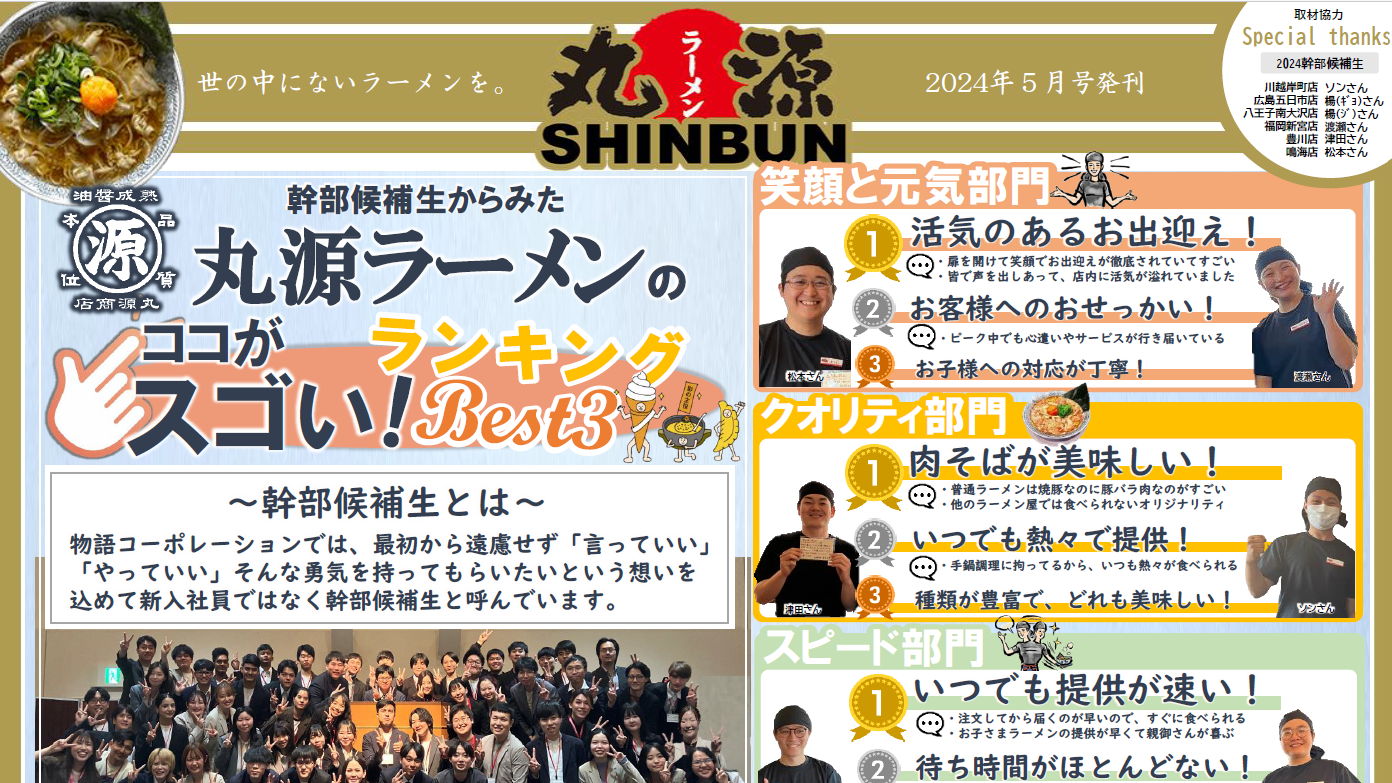 世の中にないラーメンを。
丸源
ラーメン
SHINBUN
2024年５月号発刊
取材協力
Special thanks
2024幹部候補生
川越岸町店 ソンさん
広島五日市店 楊(ｷﾞｮ)さん
八王子南大沢店 楊(ｼﾞ)さん
福岡新宮店 渡瀬さん
豊川店 津田さん
鳴海店 松本さん
熟成醤油
本品
源
位質
丸源商店
幹部候補生からみた
丸源ラーメンの
ココが
スゴい！
ランキング
Best3
～幹部候補生とは～
物語コーポレーションでは、最初から遠慮せず「言っていい」
「やっていい」そんな勇気を持ってもらいたいという想いを
込めて新入社員ではなく幹部候補生と呼んでいます。
笑顔と元気部門
1
活気のあるお出迎え！
・扉を開けて笑顔でお出迎えが徹底されていてすごい
・皆で声を出しあって、店内に活気が溢れていました
2
お客様へのおせっかい！
・ピーク中でも心遣いやサービスが行き届いている
3
お子様への対応が丁寧！
松本さん
渡瀬さん
クオリティ部門
1
肉そばが美味しい！
・普通ラーメンは焼豚なのに豚バラ肉なのがすごい
・他のラーメン屋では食べられないオリジナリティ
2
いつでも熱々で提供！
・手鍋調理に拘ってるから、いつも熱々が食べられる
3
種類が豊富で、どれも美味しい！
津田さん
ソンさん
スピード部門
1
いつでも提供が速い！
・注文してから届くのが早いので、すぐに食べられる
・お子さまラーメンの提供が早くて親御さんが喜ぶ
2
待ち時間がほとんどない！